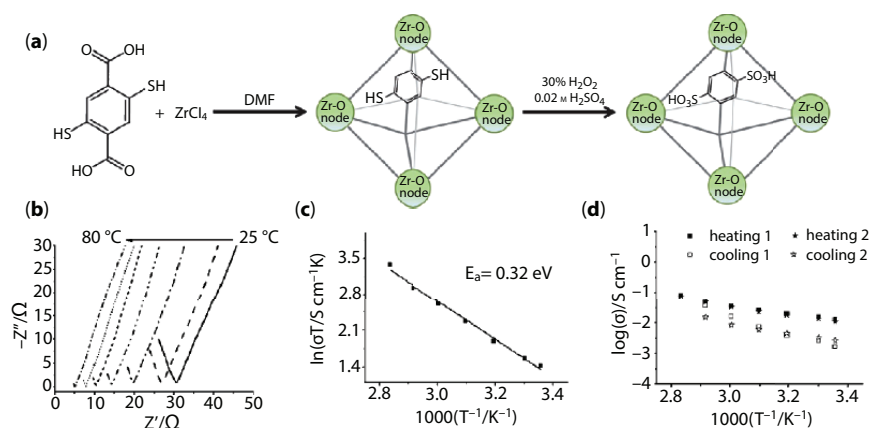 (a)
O
OH
SH
HS
HO
O
+ ZrCl₄
DMF
Zr-O
node
Zr-O
node
Zr-O
node
Zr-O
node
SH
HS
30% H₂O₂
0.02 M H₂SO₄
Zr-O
node
Zr-O
node
Zr-O
node
Zr-O
node
SO₃H
HO₃S
(b)
80 °C
25 °C
30
25
20
15
10
5
0
−Z″/Ω
0 10 20 30 40 50
Z′/Ω
(c)
Eₐ= 0.32 eV
3.5
2.8
2.1
1.4
ln(σT/S cm⁻¹K)
2.8 3.0 3.2 3.4
1000(T⁻¹/K⁻¹)
(d)
heating 1
heating 2
cooling 1
cooling 2
1
0
−1
−2
−3
−4
log(σ)/S cm⁻¹
2.8 3.0 3.2 3.4
1000(T⁻¹/K⁻¹)